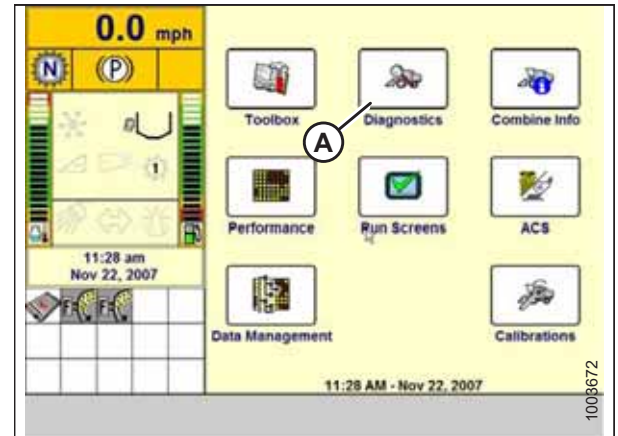 0.0 mph
N (P)
1
11:28 am
Nov 22, 2007
Toolbox Diagnostics Combine Info
A
Performance Run Screens ACS
Data Management Calibrations
11:28 AM - Nov 22, 2007
1003672